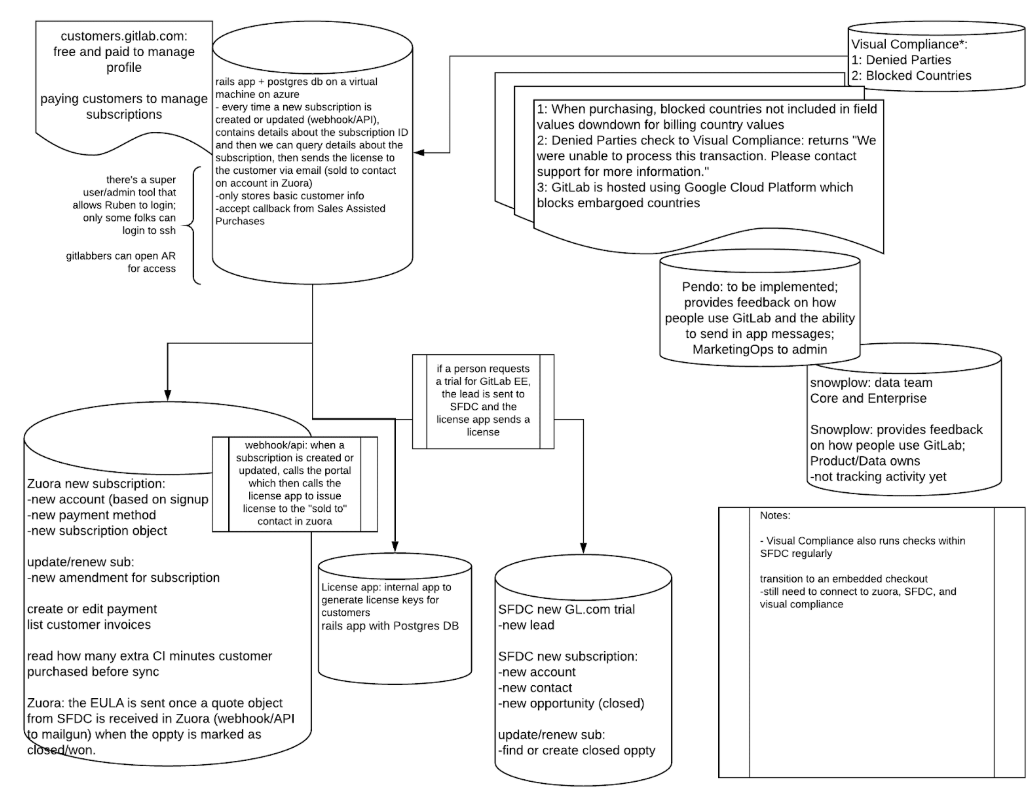 customers.gitlab.com:
free and paid to manage
profile
paying customers to manage
subscriptions
rails app + postgres db on a virtual
machine on azure
- every time a new subscription is
created or updated (webhook/API),
contains details about the subscription ID
and then we can query details about the
subscription, then sends the license to
the customer via email (sold to contact
on account in Zuora)
-only stores basic customer info
-accept callback from Sales Assisted
Purchases
Visual Compliance*:
1: Denied Parties
2: Blocked Countries
1: When purchasing, blocked countries not included in field
values downdown for billing country values
2: Denied Parties check to Visual Compliance: returns "We
were unable to process this transaction. Please contact
support for more information."
3: GitLab is hosted using Google Cloud Platform which
blocks embargoed countries
there's a super
user/admin tool that
allows Ruben to login;
only some folks can
login to ssh
gitlabbers can open AR
for access
Pendo: to be implemented;
provides feedback on how
people use GitLab and the ability
to send in app messages;
MarketingOps to admin
snowplow: data team
Core and Enterprise
Snowplow: provides feedback
on how people use GitLab;
Product/Data owns
-not tracking activity yet
if a person requests
a trial for GitLab EE,
the lead is sent to
SFDC and the
license app sends a
license
webhook/api: when a
subscription is created or
updated, calls the portal
which then calls the
license app to issue
license to the "sold to"
contact in zuora
Zuora new subscription:
-new account (based on signup
-new payment method
-new subscription object
update/renew sub:
-new amendment for subscription
create or edit payment
list customer invoices
read how many extra CI minutes customer
purchased before sync
Zuora: the EULA is sent once a quote object
from SFDC is received in Zuora (webhook/API
to mailgun) when the oppty is marked as
closed/won.
License app: internal app to
generate license keys for
customers
rails app with Postgres DB
SFDC new GL.com trial
-new lead
SFDC new subscription:
-new account
-new contact
-new opportunity (closed)
update/renew sub:
-find or create closed oppty
Notes:
- Visual Compliance also runs checks within
SFDC regularly
transition to an embedded checkout
-still need to connect to zuora, SFDC, and
visual compliance